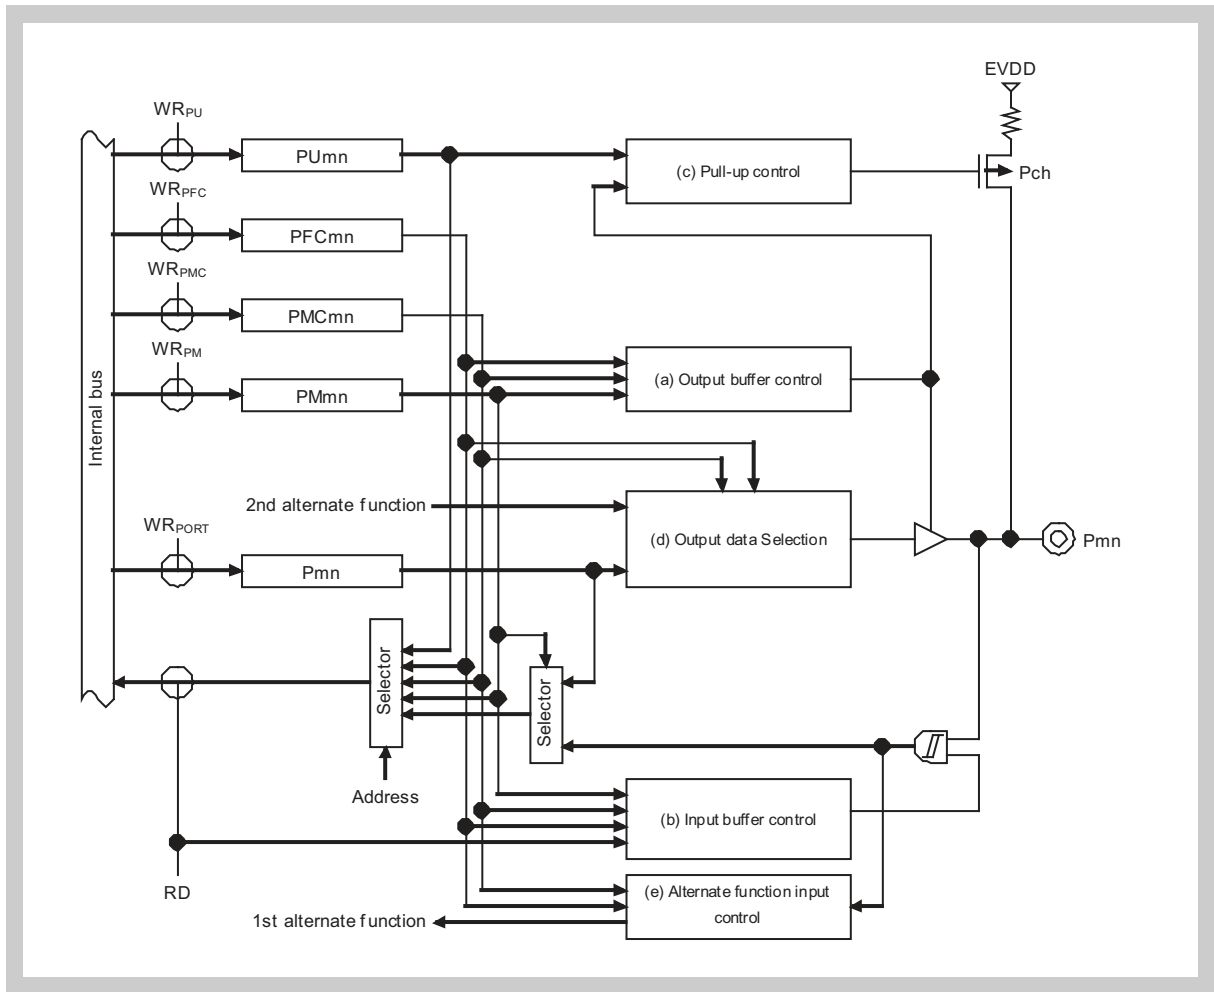 EVDD
WRPU
PUmn
(c) Pull-up control
Pch
WRPFC
PFCmn
WRPMC
PMCmn
WRPM
PMmn
(a) Output buffer control
Internal bus
2nd alternate function
WRPORT
(d) Output data Selection
Pmn
Pmn
Selector
Selector
Address
(b) Input buffer control
RD
(e) Alternate function input
control
1st alternate function